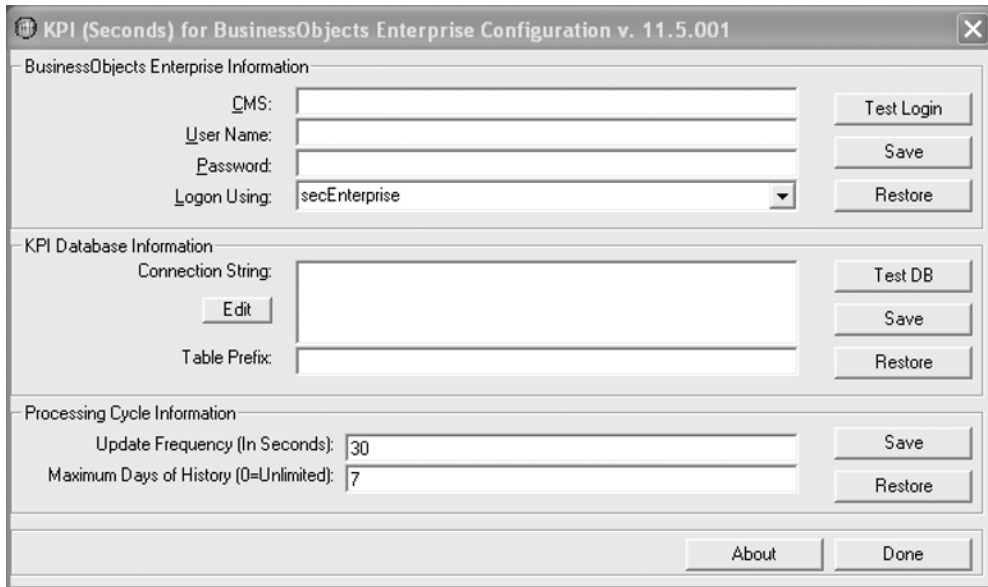 KPI (Seconds) for BusinessObjects Enterprise Configuration v. 11.5.001
BusinessObjects Enterprise Information
CMS:
Test Login
User Name:
Save
Password:
Logon Using: secEnterprise
Restore
KPI Database Information
Connection String:
Test DB
Edit
Save
Table Prefix:
Restore
Processing Cycle Information
Update Frequency (In Seconds): 30
Save
Maximum Days of History (0=Unlimited): 7
Restore
About
Done